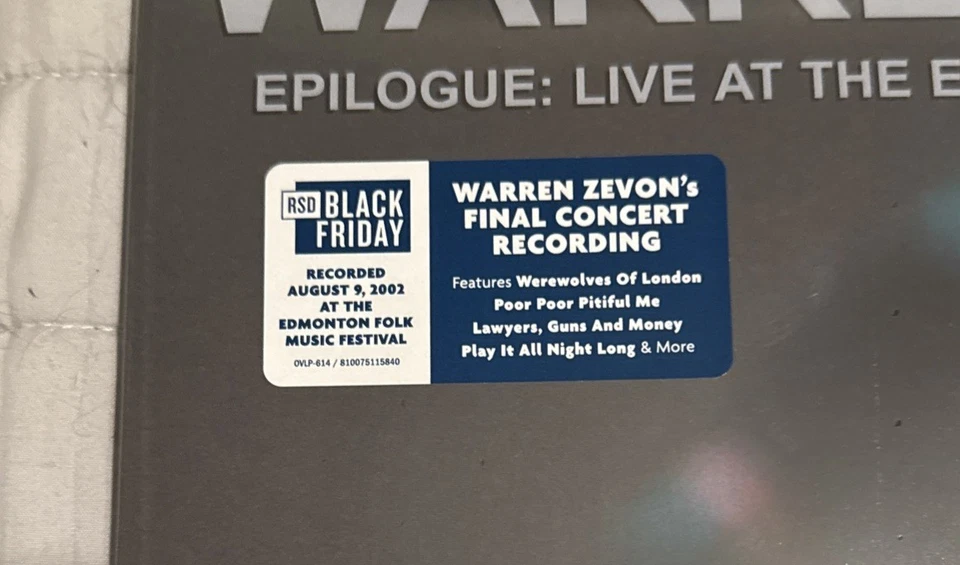 EPILOGUE: LIVE AT THE
RSD BLACK
FRIDAY
RECORDED
AUGUST 9, 2002
AT THE
EDMONTON FOLK
MUSIC FESTIVAL
OVLP-614 / 810075115840
WARREN ZEVON's
FINAL CONCERT
RECORDING
Features Werewolves Of London
Poor Poor Pitiful Me
Lawyers, Guns And Money
Play It All Night Long & More